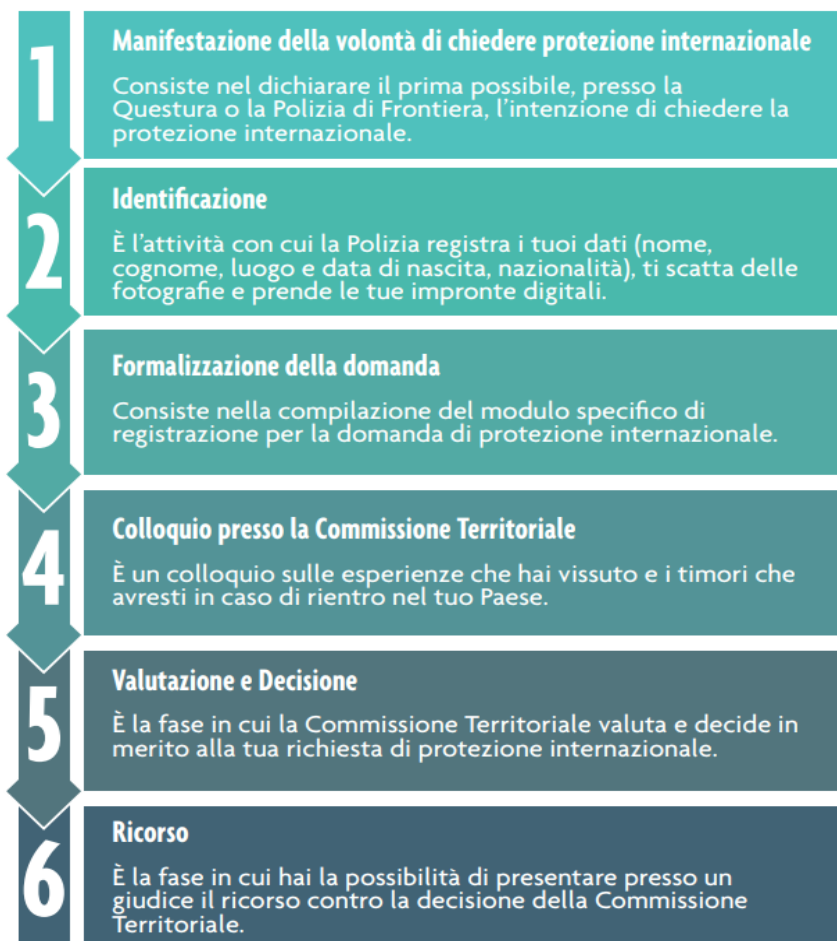 1
Manifestazione della volontà di chiedere protezione internazionale
Consiste nel dichiarare il prima possibile, presso la
Questura o la Polizia di Frontiera, l’intenzione di chiedere la
protezione internazionale.
2
Identificazione
È l’attività con cui la Polizia registra i tuoi dati (nome,
cognome, luogo e data di nascita, nazionalità), ti scatta delle
fotografie e prende le tue impronte digitali.
3
Formalizzazione della domanda
Consiste nella compilazione del modulo specifico di
registrazione per la domanda di protezione internazionale.
4
Colloquio presso la Commissione Territoriale
È un colloquio sulle esperienze che hai vissuto e i timori che
avresti in caso di rientro nel tuo Paese.
5
Valutazione e Decisione
È la fase in cui la Commissione Territoriale valuta e decide in
merito alla tua richiesta di protezione internazionale.
6
Ricorso
È la fase in cui hai la possibilità di presentare presso un
giudice il ricorso contro la decisione della Commissione
Territoriale.